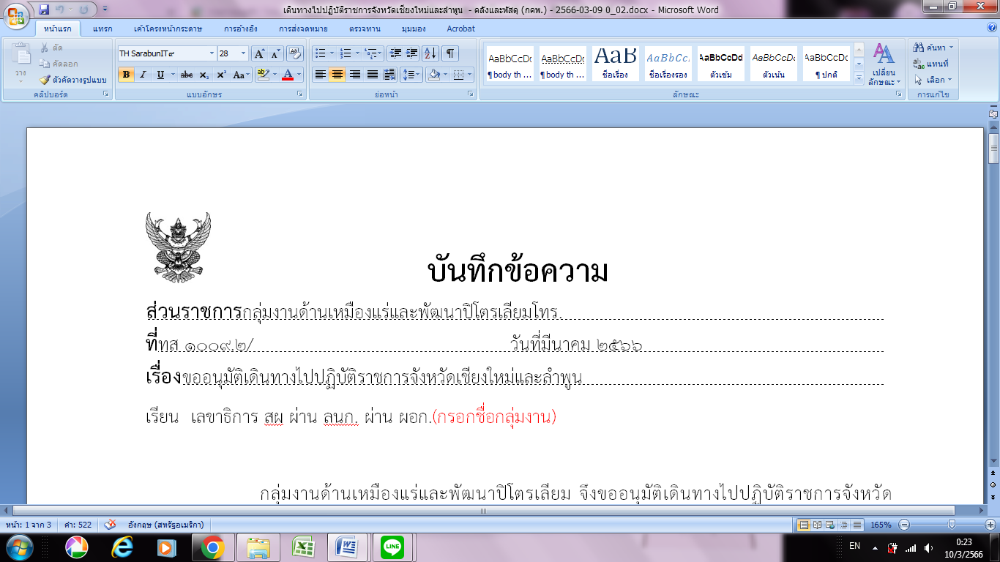 เดินทางไปปฏิบัติราชการจังหวัดเชียงใหม่และลำพูน - คลังและพัสดุ (กตผ.) - 2566-03-09 0_02.docx - Microsoft Word
หน้าแรก แทรก เค้าโครงหน้ากระดาษ การอ้างอิง การส่งจดหมาย ตรวจทาน มุมมอง Acrobat
วาง
ตัด
คัดลอก
ตัวคัดวางรูปแบบ
คลิปบอร์ด
TH SarabunIT๙ 28
แบบอักษร
ย่อหน้า
AaBbCcDc AaBbCcDc AaB AaBbCc. AaBbCcDd AaBbCcDc AaBbCcDc
¶ body th ... ¶ body th ... ชื่อเรื่อง ชื่อเรื่องรอง ตัวเข้ม ตัวเน้น ¶ ปกติ
เปลี่ยนลักษณะ
ลักษณะ
ค้นหา
แทนที่
เลือก
การแก้ไข
บันทึกข้อความ
ส่วนราชการกลุ่มงานด้านเหมืองแร่และพัฒนาปิโตรเลียมโทร.
ที่ทส ๑๐๐๙.๒/ วันที่มีนาคม ๒๕๖๖
เรื่องขออนุมัติเดินทางไปปฏิบัติราชการจังหวัดเชียงใหม่และลำพูน
เรียน เลขาธิการ สผ ผ่าน ลนก. ผ่าน ผอก.(กรอกชื่อกลุ่มงาน)
กลุ่มงานด้านเหมืองแร่และพัฒนาปิโตรเลียม จึงขออนุมัติเดินทางไปปฏิบัติราชการจังหวัด
หน้า: 1 จาก 3 คำ: 522 อังกฤษ (สหรัฐอเมริกา) 165%
LINE
EN 0:23
10/3/2566